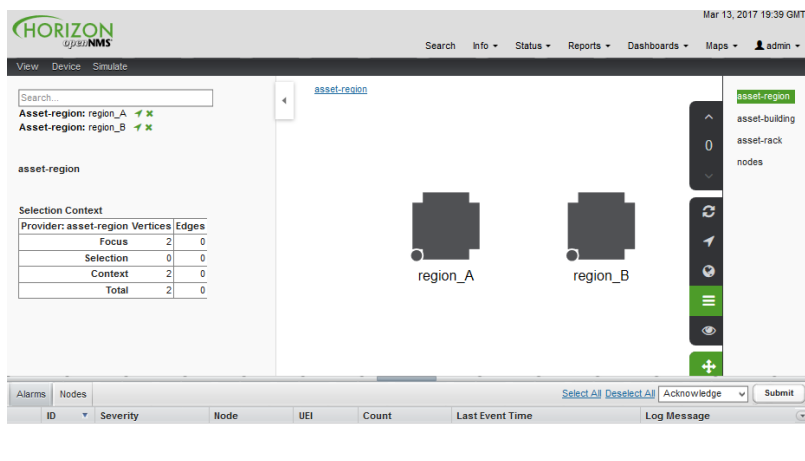 Mar 13, 2017 19:39 GMT
HORIZON
openNMS
Search Info Status Reports Dashboards Maps admin
View Device Simulate
Search...
Asset-region: region_A
Asset-region: region_B
asset-region
Selection Context
Provider: asset-region Vertices Edges
Focus 2 0
Selection 0 0
Context 2 0
Total 2 0
asset-region
region_A region_B
0
asset-region
asset-building
asset-rack
nodes
Alarms Nodes Select All Deselect All Acknowledge Submit
ID Severity Node UEI Count Last Event Time Log Message